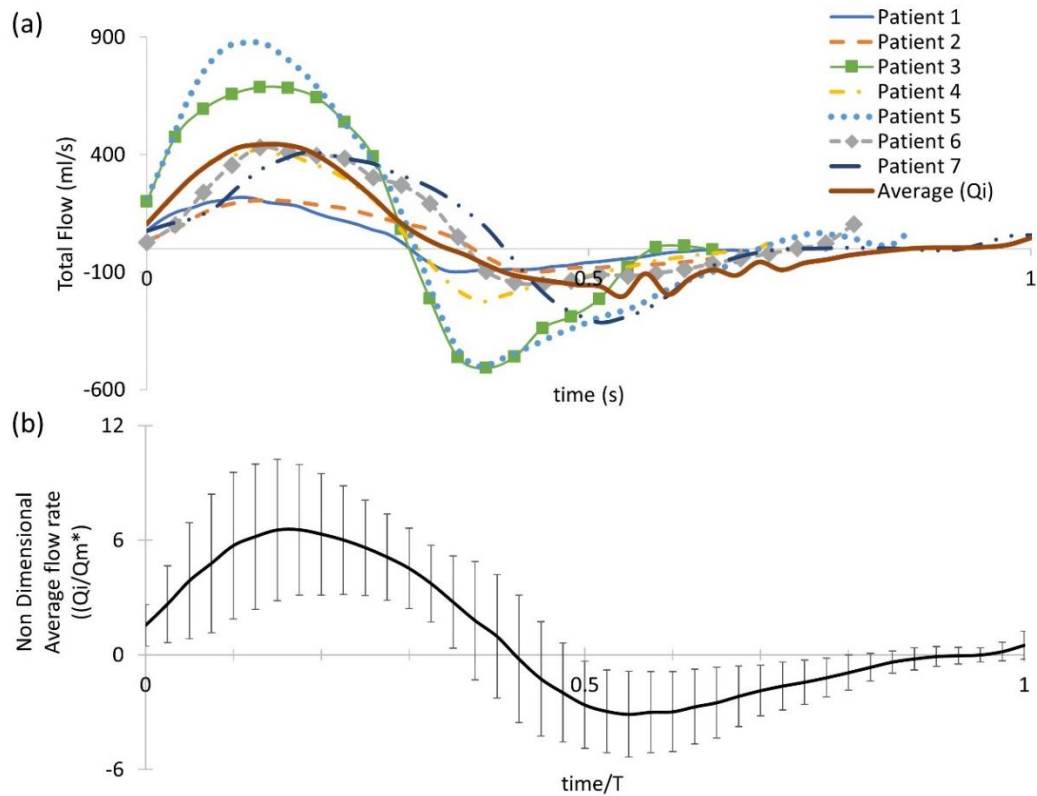 (a)
900
400
-100
-600
Total Flow (ml/s)
0
0.5
1
time (s)
Patient 1
Patient 2
Patient 3
Patient 4
Patient 5
Patient 6
Patient 7
Average (Qi)
(b)
12
6
0
-6
Non Dimensional
Average flow rate
((Qi/Qm*)
0
0.5
1
time/T